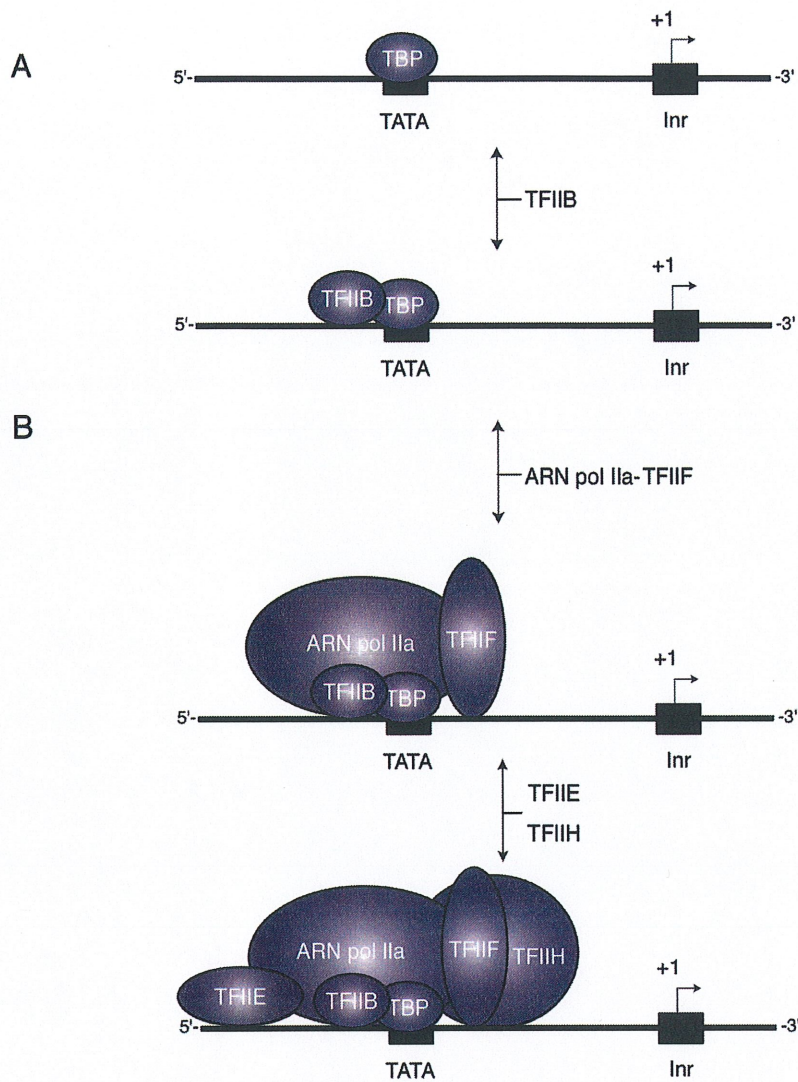 A
TBP
+1
5'- -3'
TATA Inr
TFIIB
+1
TFIIB TBP
5'- -3'
TATA Inr
B
ARN pol IIa-TFIIF
ARN pol IIa TFIIF
+1
TFIIB TBP
5'- -3'
TATA Inr
TFIIE
TFIIH
ARN pol IIa TFIIF TFIIH
+1
TFIIE TFIIB TBP
5'- -3'
TATA Inr